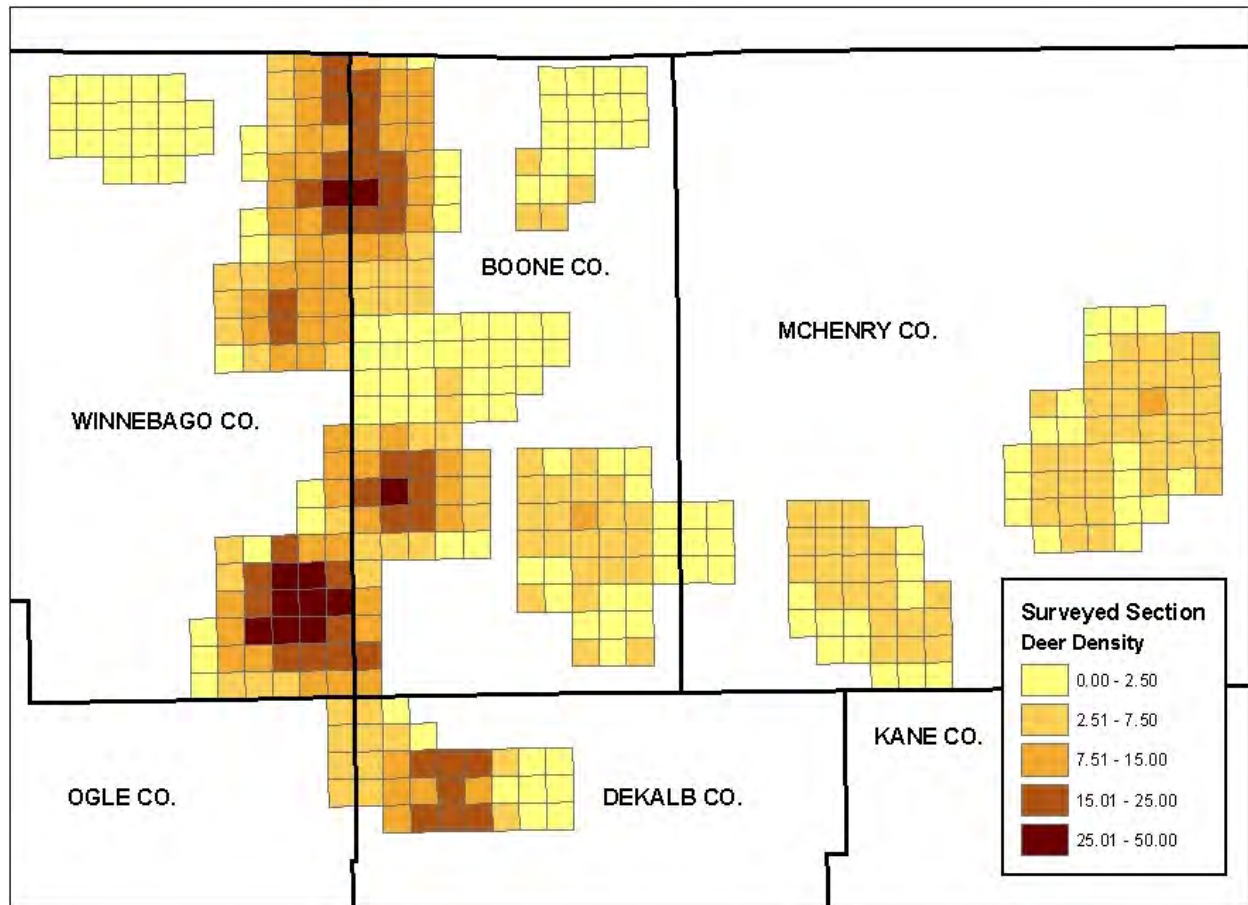 BOONE CO.
MCHENRY CO.
WINNEBAGO CO.
KANE CO.
OGLE CO.
DEKALB CO.
Surveyed Section
Deer Density
0.00 - 2.50
2.51 - 7.50
7.51 - 15.00
15.01 - 25.00
25.01 - 50.00